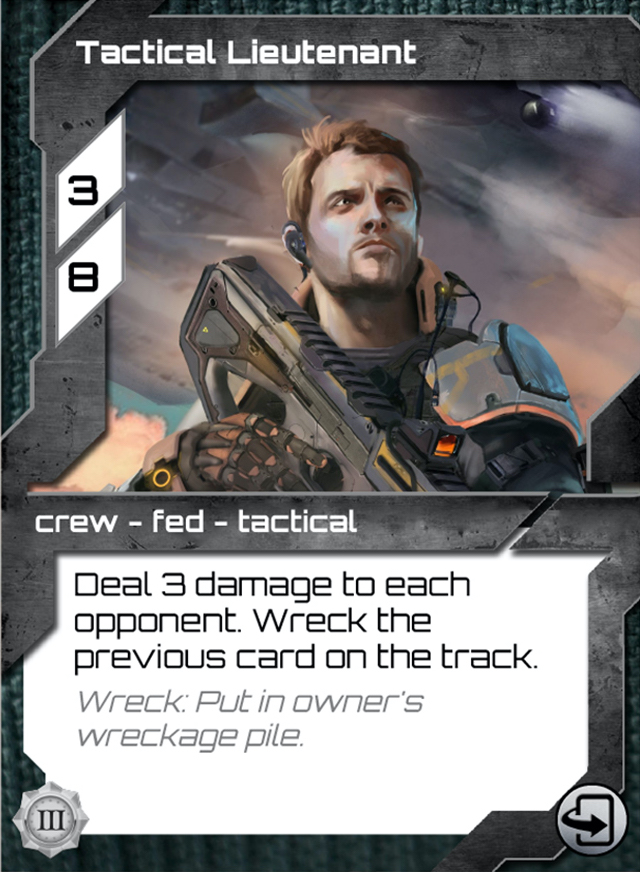 Tactical Lieutenant
3
8
crew - fed - tactical
Deal 3 damage to each
opponent. Wreck the
previous card on the track.
Wreck: Put in owner's
wreckage pile.
III